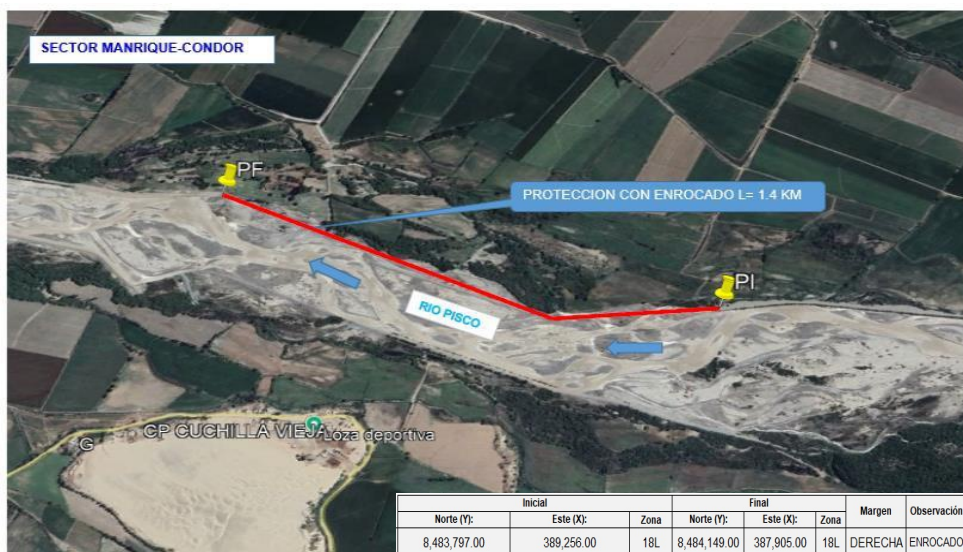 SECTOR MANRIQUE-CONDOR
PF
PROTECCION CON ENROCADO L= 1.4 KM
PI
RIO PISCO
CP CUCHILLA VIEJA
Loza deportiva
G
Inicial Final Margen Observación
Norte (Y): Este (X): Zona Norte (Y): Este (X): Zona
8,483,797.00 389,256.00 18L 8,484,149.00 387,905.00 18L DERECHA ENROCADO